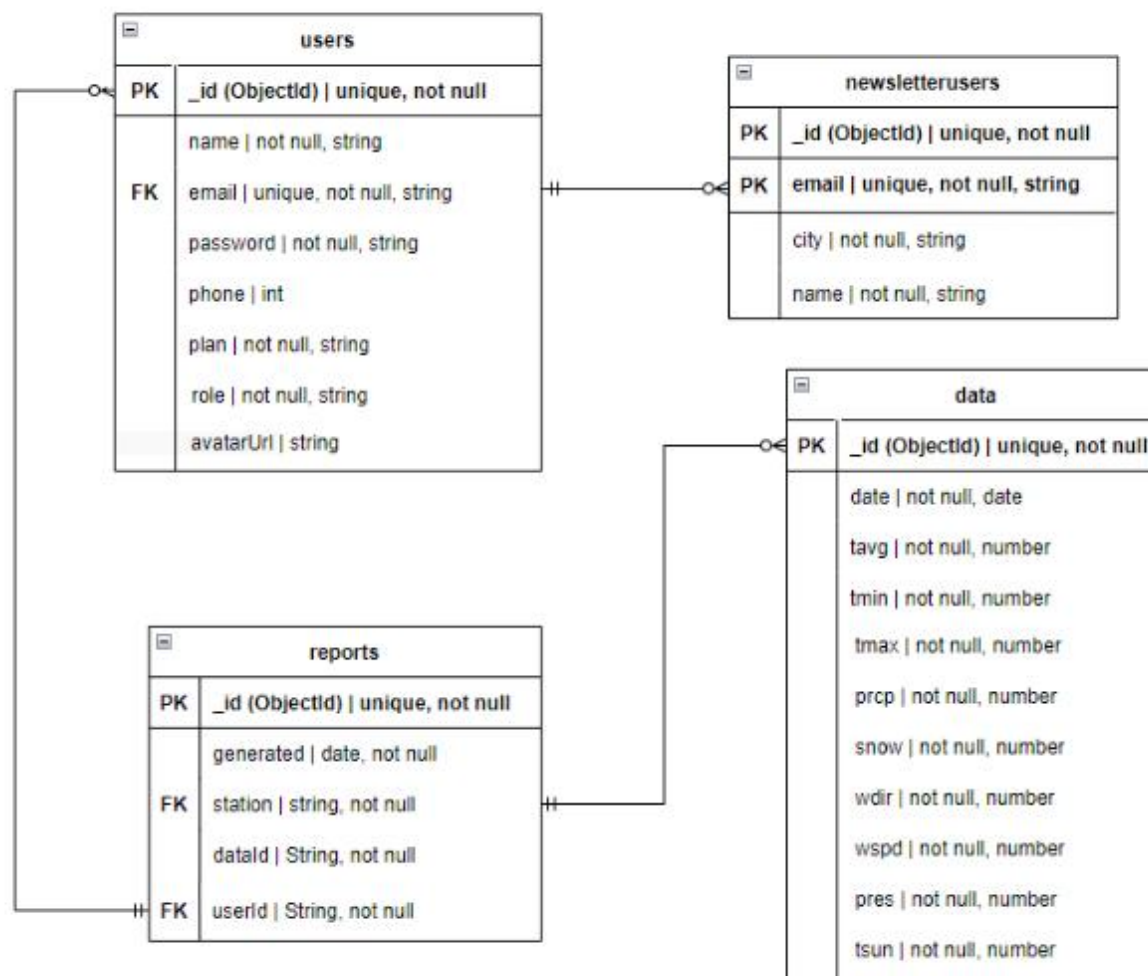 users
PK _id (ObjectId) | unique, not null
name | not null, string
FK email | unique, not null, string
password | not null, string
phone | int
plan | not null, string
role | not null, string
avatarUrl | string
newsletterusers
PK _id (ObjectId) | unique, not null
PK email | unique, not null, string
city | not null, string
name | not null, string
data
PK _id (ObjectId) | unique, not null
date | not null, date
tavg | not null, number
tmin | not null, number
tmax | not null, number
prcp | not null, number
snow | not null, number
wdir | not null, number
wspd | not null, number
pres | not null, number
tsun | not null, number
reports
PK _id (ObjectId) | unique, not null
generated | date, not null
FK station | string, not null
dataId | String, not null
FK userId | String, not null